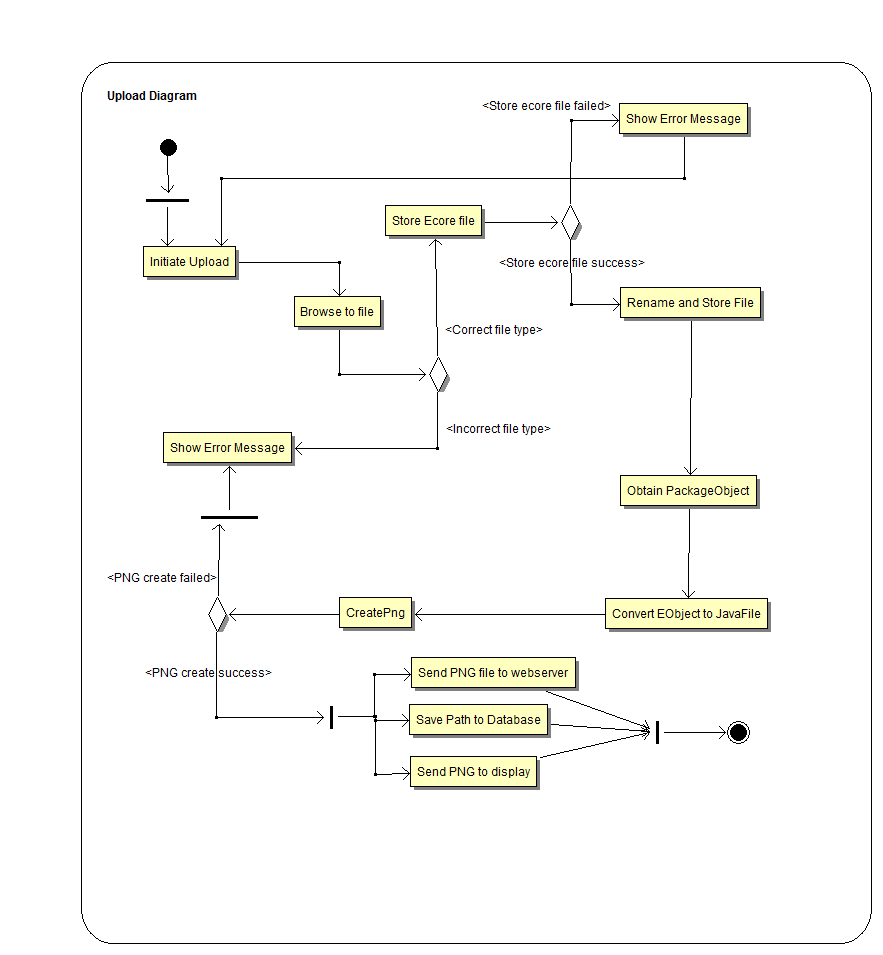 Upload Diagram
<Store ecore file failed>
Show Error Message
Store Ecore file
Initiate Upload
<Store ecore file success>
Browse to file
Rename and Store File
<Correct file type>
<Incorrect file type>
Show Error Message
Obtain PackageObject
<PNG create failed>
CreatePng
Convert EObject to JavaFile
<PNG create success>
Send PNG file to webserver
Save Path to Database
Send PNG to display